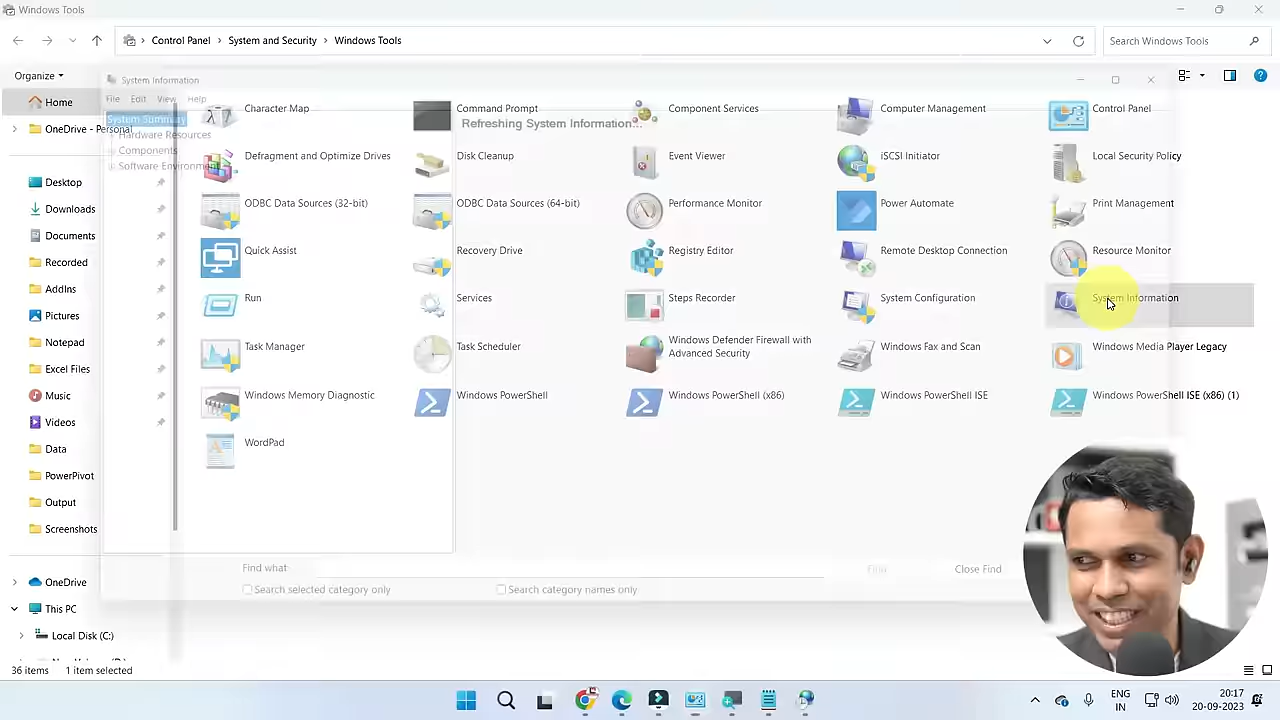 Windows Tools
Control Panel > System and Security > Windows Tools
Search Windows Tools
Organize
System Information
File Edit View Help
System Summary
Hardware Resources
Components
Software Environm
Refreshing System Information...
Home
OneDrive - Personal
Desktop
Downloads
Documents
Recorded
AddIns
Pictures
Notepad
Excel Files
Music
Videos
Data
PowerPivot
Output
Screenshots
OneDrive
This PC
Local Disk (C:)
Character Map
Command Prompt
Component Services
Computer Management
Control Panel
Defragment and Optimize Drives
Disk Cleanup
Event Viewer
iSCSI Initiator
Local Security Policy
ODBC Data Sources (32-bit)
ODBC Data Sources (64-bit)
Performance Monitor
Power Automate
Print Management
Quick Assist
Recovery Drive
Registry Editor
Remote Desktop Connection
Resource Monitor
Run
Services
Steps Recorder
System Configuration
System Information
Task Manager
Task Scheduler
Windows Defender Firewall with
Advanced Security
Windows Fax and Scan
Windows Media Player Legacy
Windows Memory Diagnostic
Windows PowerShell
Windows PowerShell (x86)
Windows PowerShell ISE
Windows PowerShell ISE (x86) (1)
WordPad
Find what
Find
Close Find
Search selected category only
Search category names only
36 items
1 item selected
ENG
IN
20:17
20-09-2023